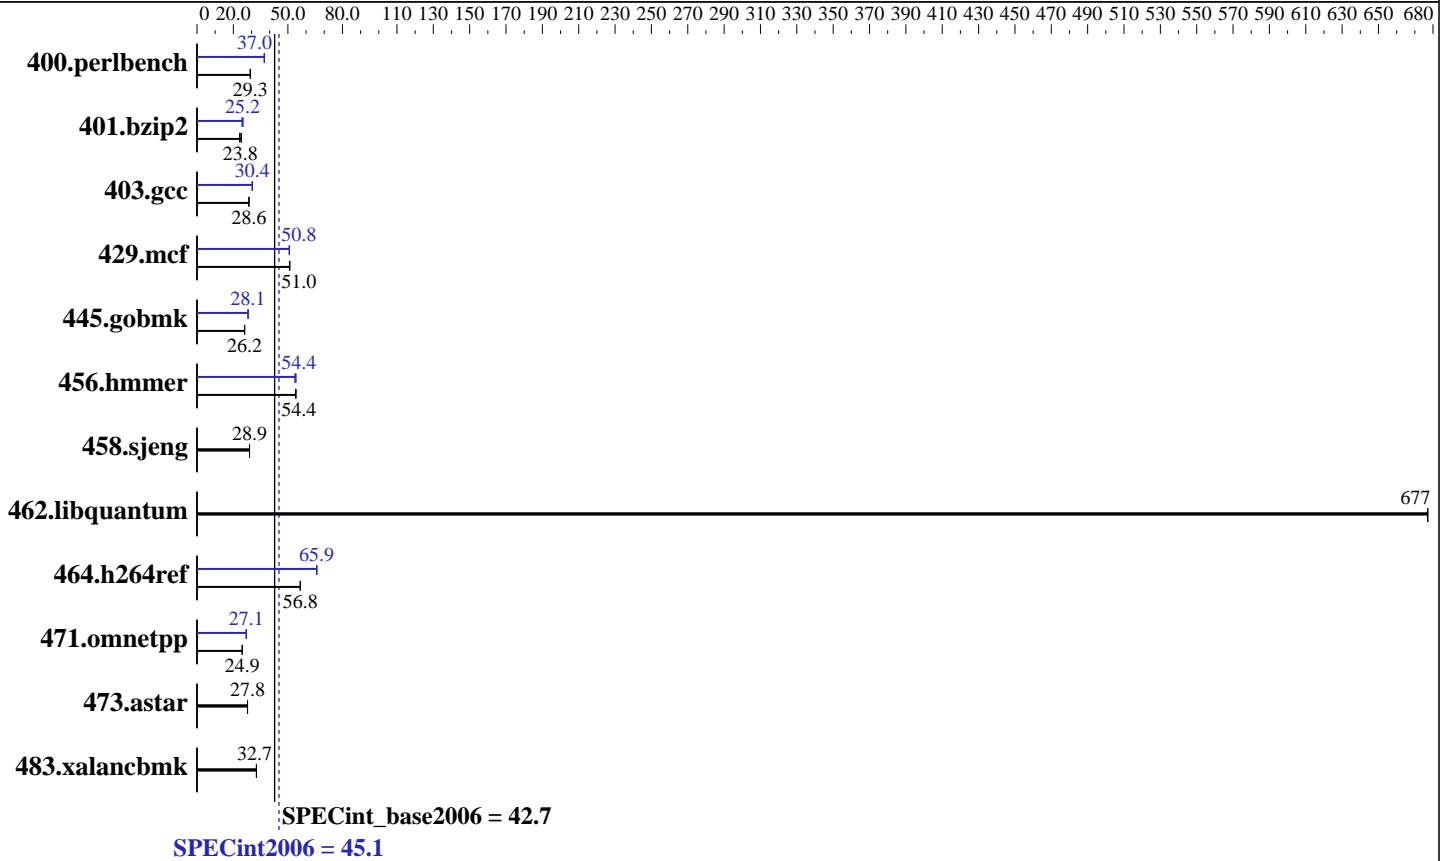 0 20.0 50.0 80.0 110 130 150 170 190 210 230 250 270 290 310 330 350 370 390 410 430 450 470 490 510 530 550 570 590 610 630 650 680
37.0
400.perlbench
29.3
25.2
401.bzip2
23.8
30.4
403.gcc
28.6
50.8
429.mcf
51.0
28.1
445.gobmk
26.2
54.4
456.hmmer
54.4
28.9
458.sjeng
677
462.libquantum
65.9
464.h264ref
56.8
27.1
471.omnetpp
24.9
27.8
473.astar
32.7
483.xalancbmk
SPECint_base2006 = 42.7
SPECint2006 = 45.1